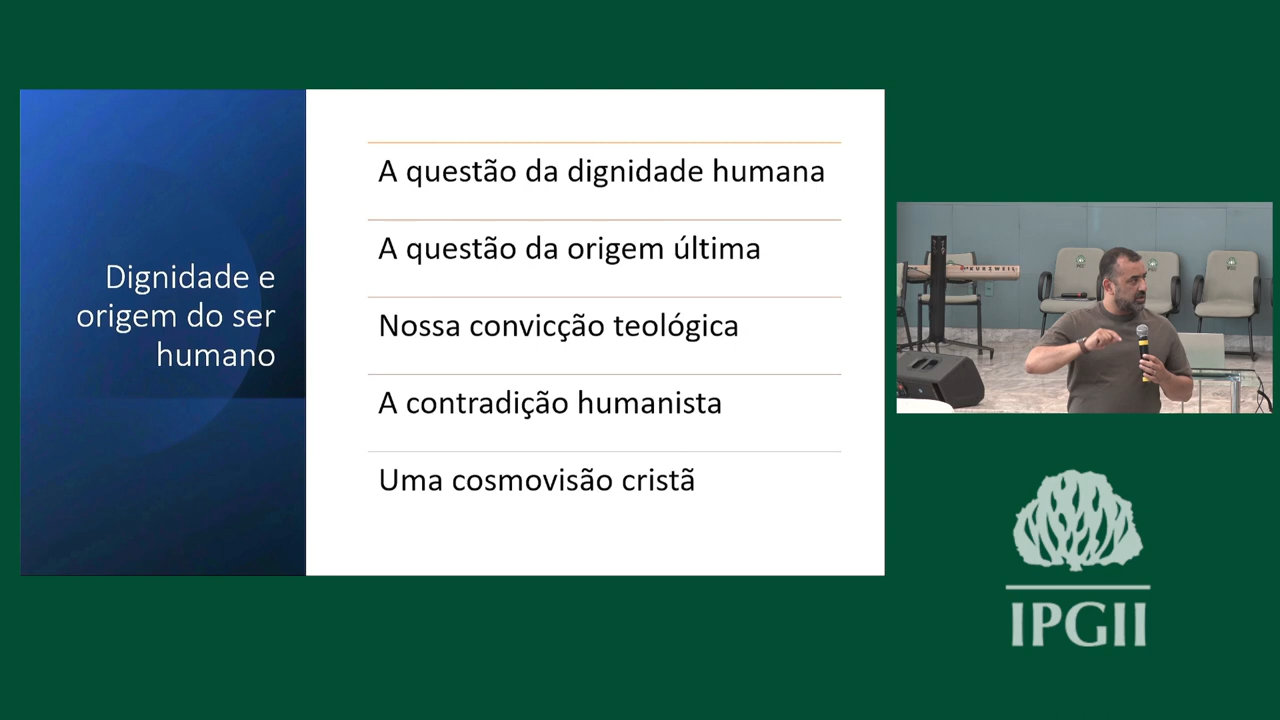 Dignidade e
origem do ser
humano
A questão da dignidade humana
A questão da origem última
Nossa convicção teológica
A contradição humanista
Uma cosmovisão cristã
KURZWEIL
IPGII